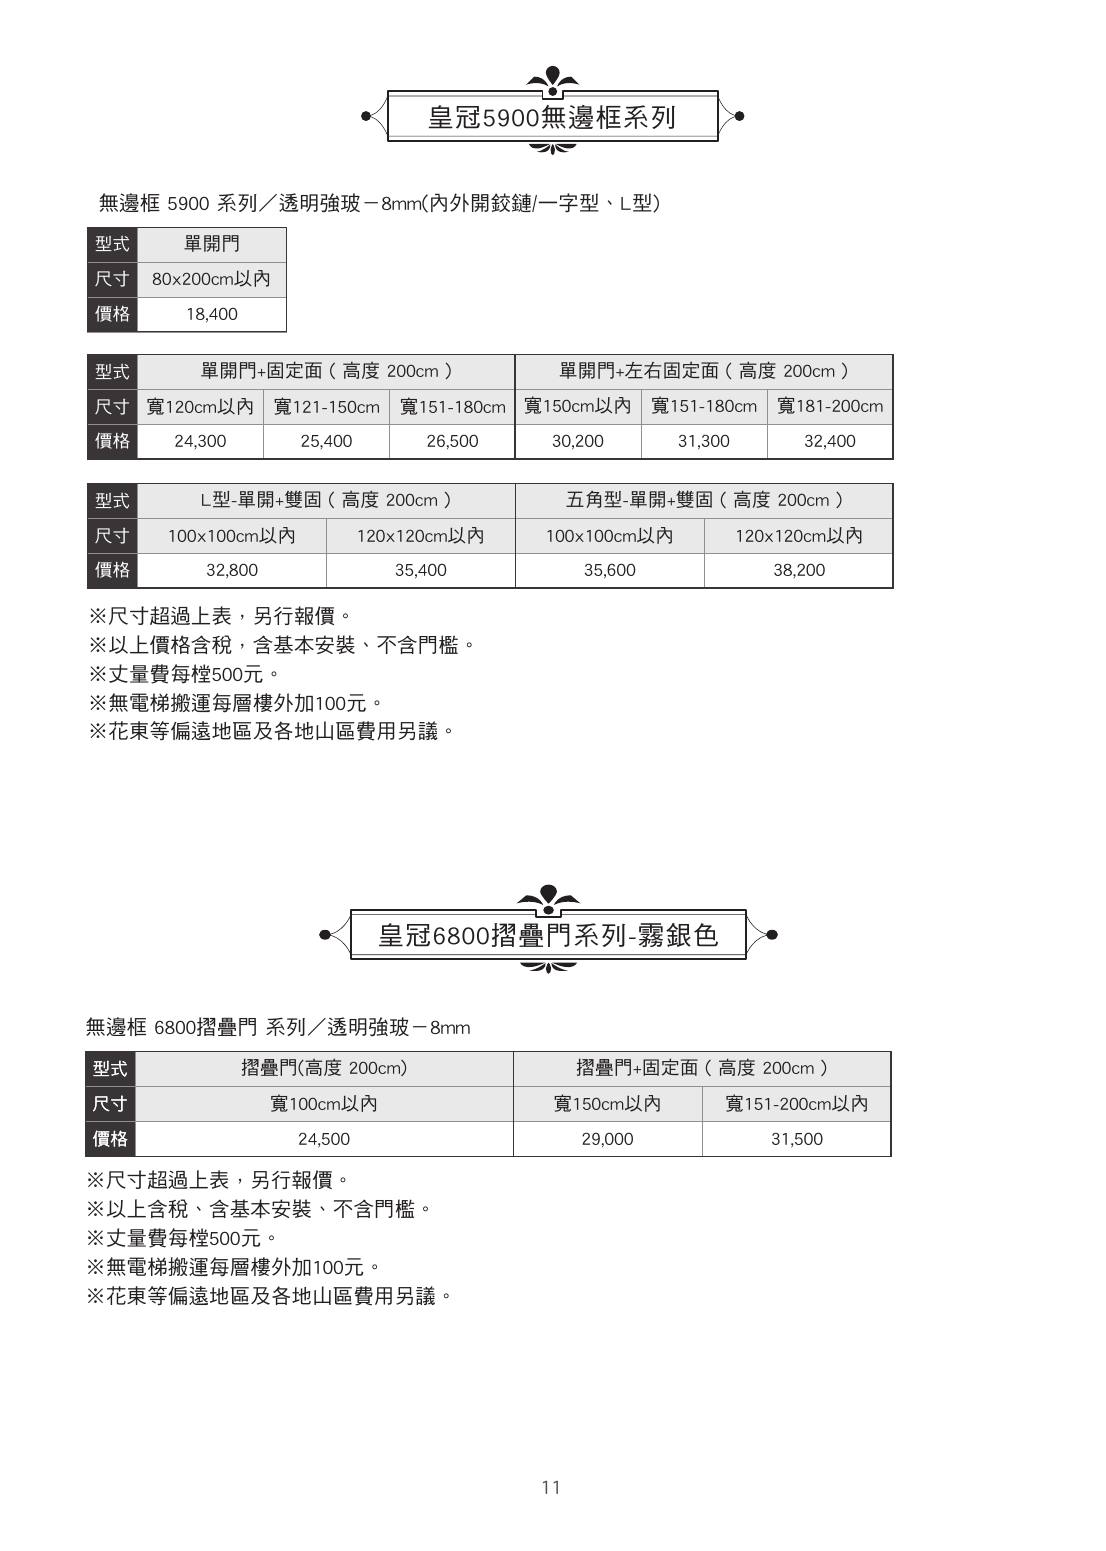 皇冠5900無邊框系列
無邊框 5900 系列／透明強玻－8mm(內外開鉸鏈/一字型、L型)
型式 單開門
尺寸 80x200cm以內
價格 18,400
型式 單開門+固定面（高度 200cm） 單開門+左右固定面（高度 200cm）
尺寸 寬120cm以內 寬121-150cm 寬151-180cm 寬150cm以內 寬151-180cm 寬181-200cm
價格 24,300 25,400 26,500 30,200 31,300 32,400
型式 L型-單開+雙固（高度 200cm） 五角型-單開+雙固（高度 200cm）
尺寸 100x100cm以內 120x120cm以內 100x100cm以內 120x120cm以內
價格 32,800 35,400 35,600 38,200
※尺寸超過上表，另行報價。
※以上價格含稅，含基本安裝、不含門檻。
※丈量費每樘500元。
※無電梯搬運每層樓外加100元。
※花東等偏遠地區及各地山區費用另議。
皇冠6800摺疊門系列-霧銀色
無邊框 6800摺疊門 系列／透明強玻－8mm
型式 摺疊門(高度 200cm) 摺疊門+固定面（高度 200cm）
尺寸 寬100cm以內 寬150cm以內 寬151-200cm以內
價格 24,500 29,000 31,500
※尺寸超過上表，另行報價。
※以上含稅、含基本安裝、不含門檻。
※丈量費每樘500元。
※無電梯搬運每層樓外加100元。
※花東等偏遠地區及各地山區費用另議。
11